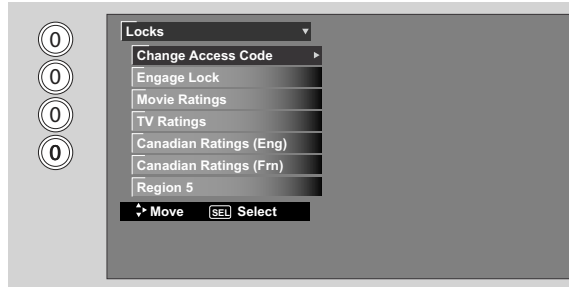 0
0
0
0
Locks
Change Access Code
Engage Lock
Movie Ratings
TV Ratings
Canadian Ratings (Eng)
Canadian Ratings (Frn)
Region 5
Move SEL Select